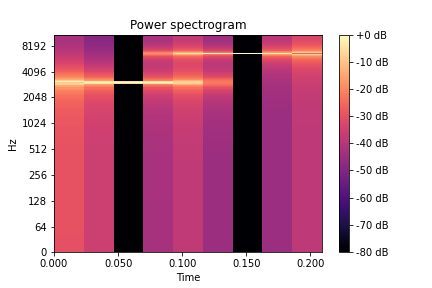 Power spectrogram
Hz
8192
4096
2048
1024
512
256
128
64
0
0.000 0.050 0.100 0.150 0.200
Time
+0 dB
-10 dB
-20 dB
-30 dB
-40 dB
-50 dB
-60 dB
-70 dB
-80 dB